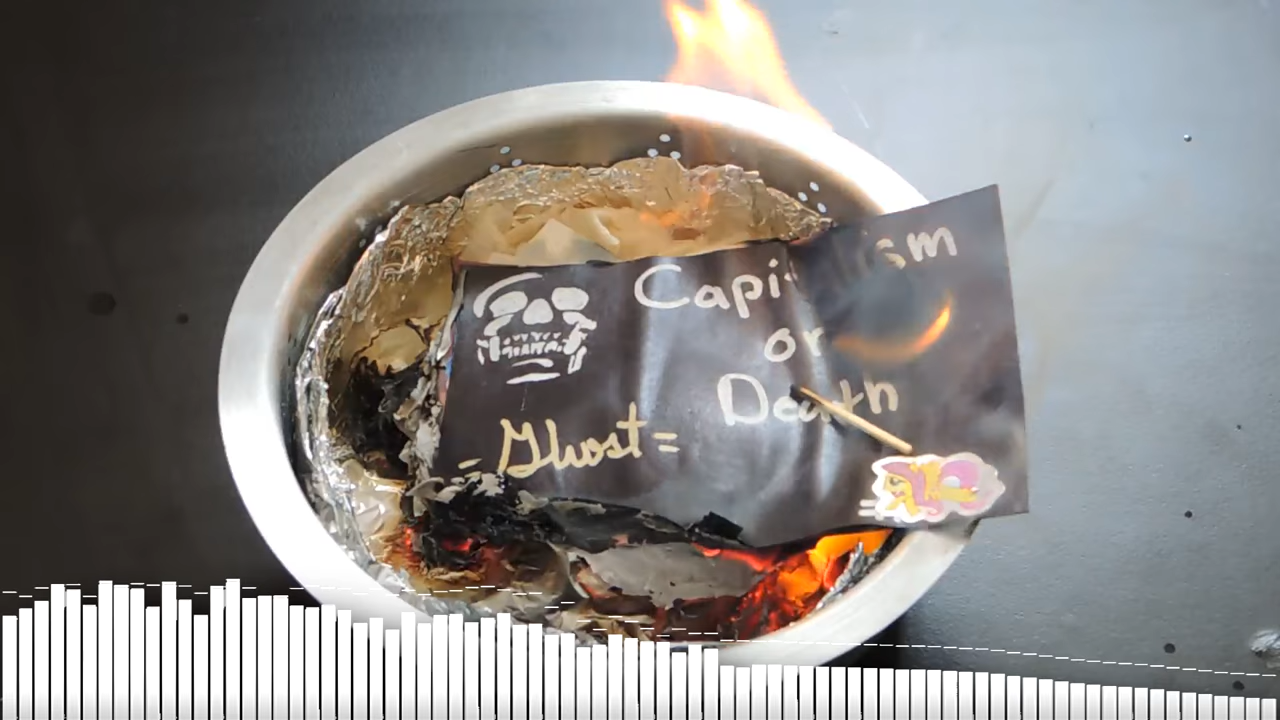 Capi ism
or
Death
=Ghost=